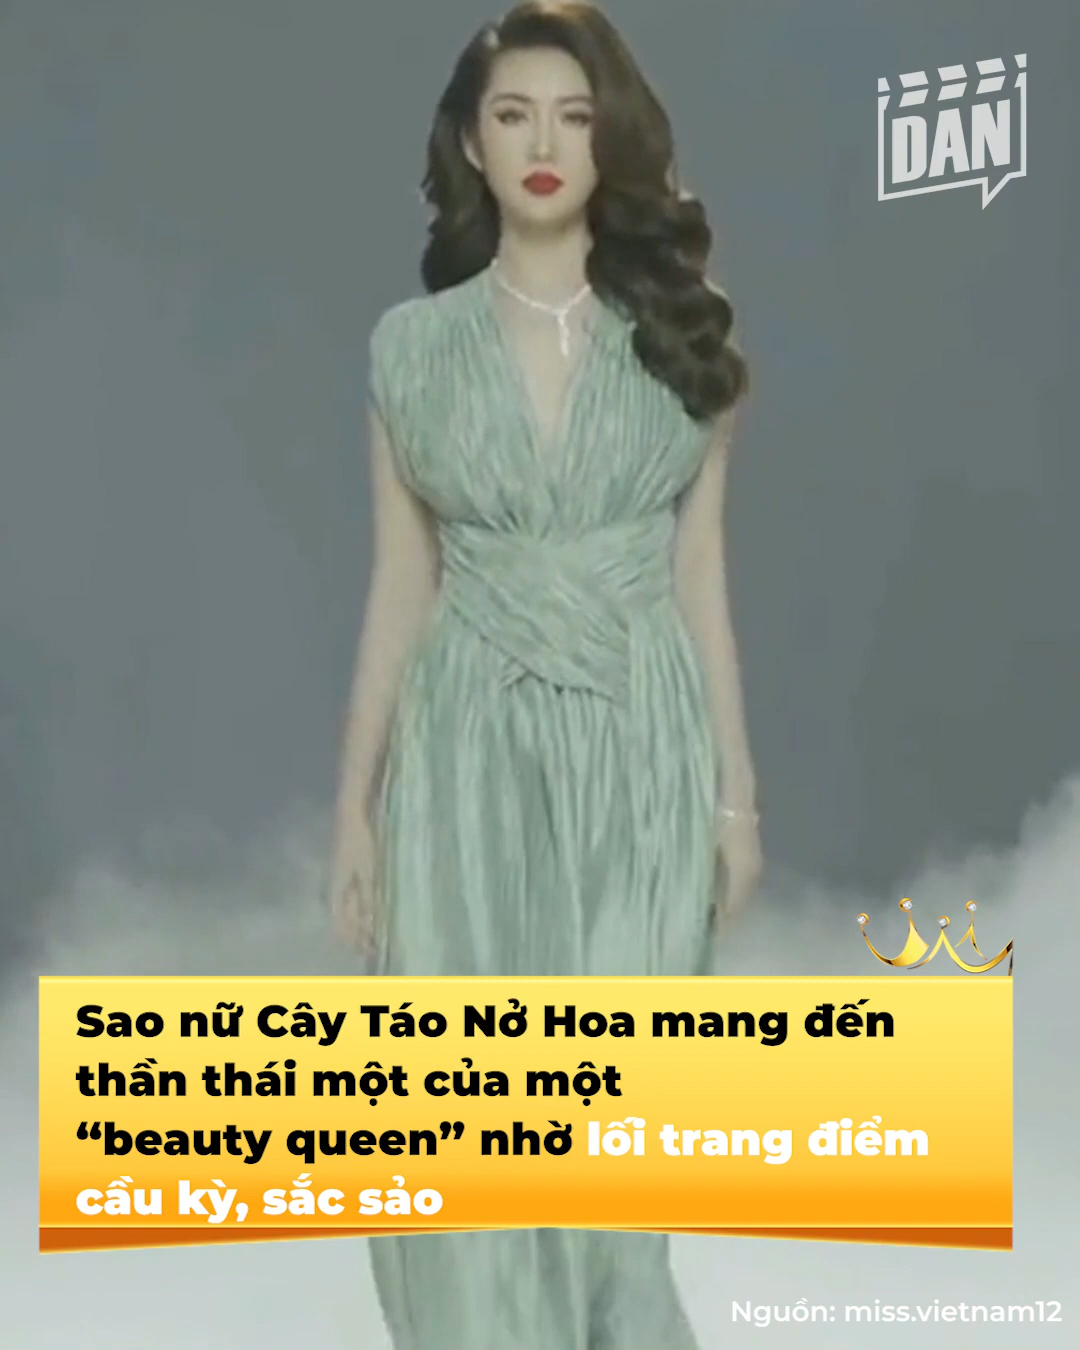 DAN
Sao nữ Cây Táo Nở Hoa mang đến
thần thái một của một
“beauty queen” nhờ lối trang điểm
cầu kỳ, sắc sảo
Nguồn: miss.vietnam12